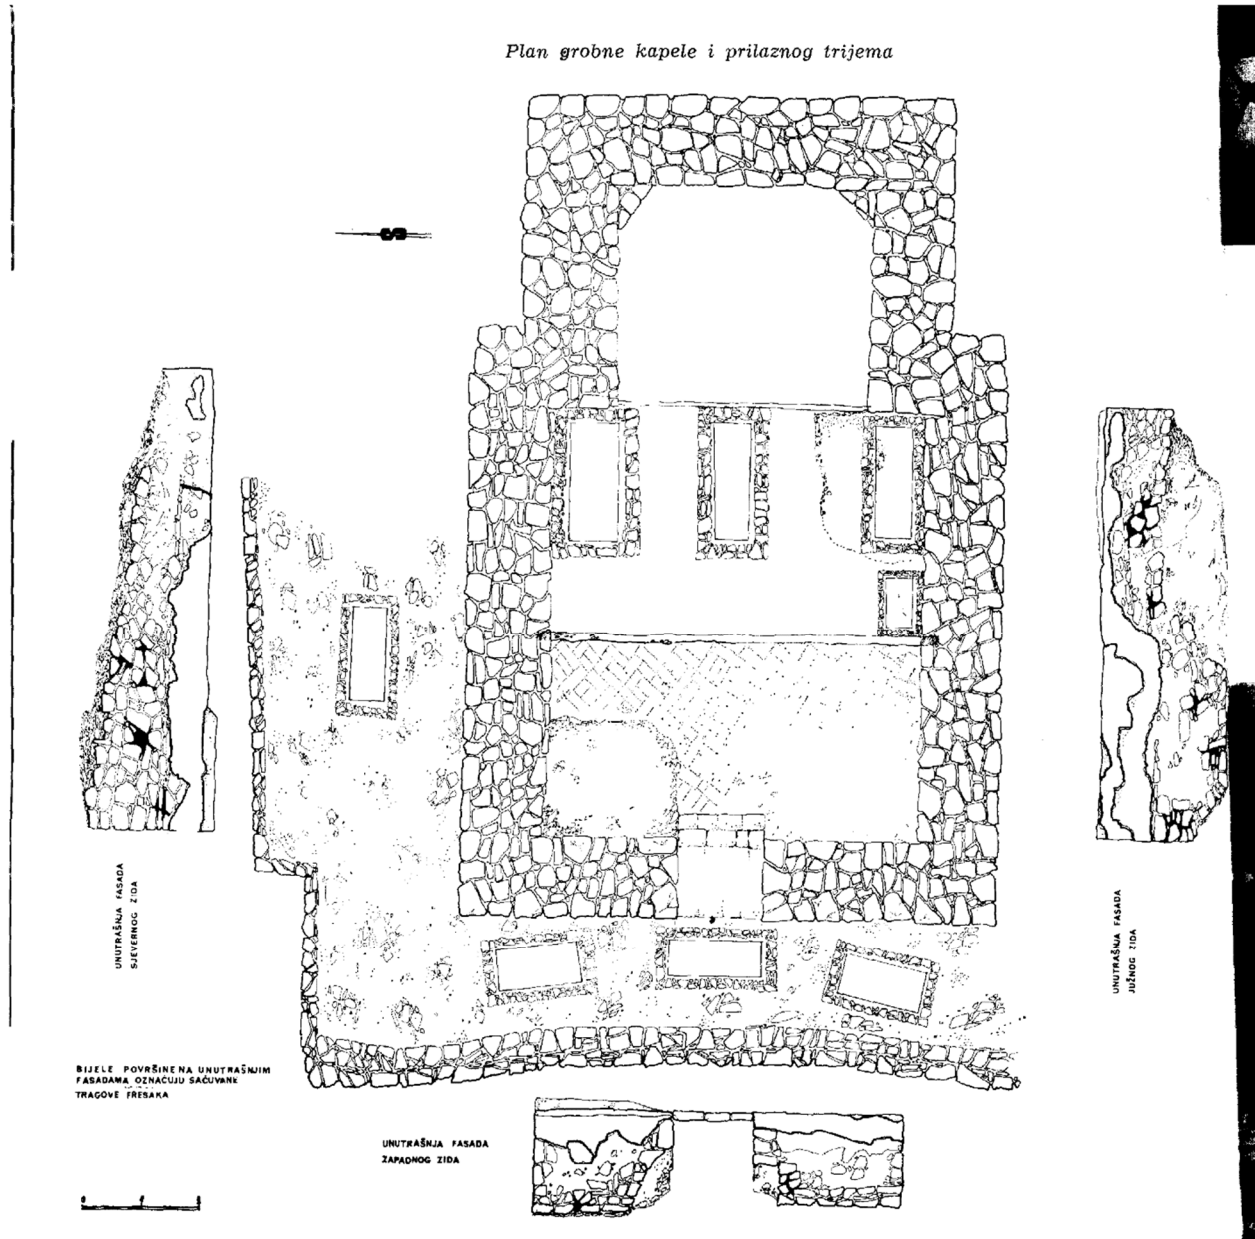 Plan grobne kapele i prilaznog trijema
UNUTRAŠNJA FASADA
SJEVERNOG ZIDA
UNUTRAŠNJA FASADA
JUŽNOG ZIDA
BIJELE POVRŠINE NA UNUTRAŠNJIM
FASADAMA OZNAČUJU SAČUVANE
TRAGOVE FRESAKA
UNUTRAŠNJA FASADA
ZAPADNOG ZIDA